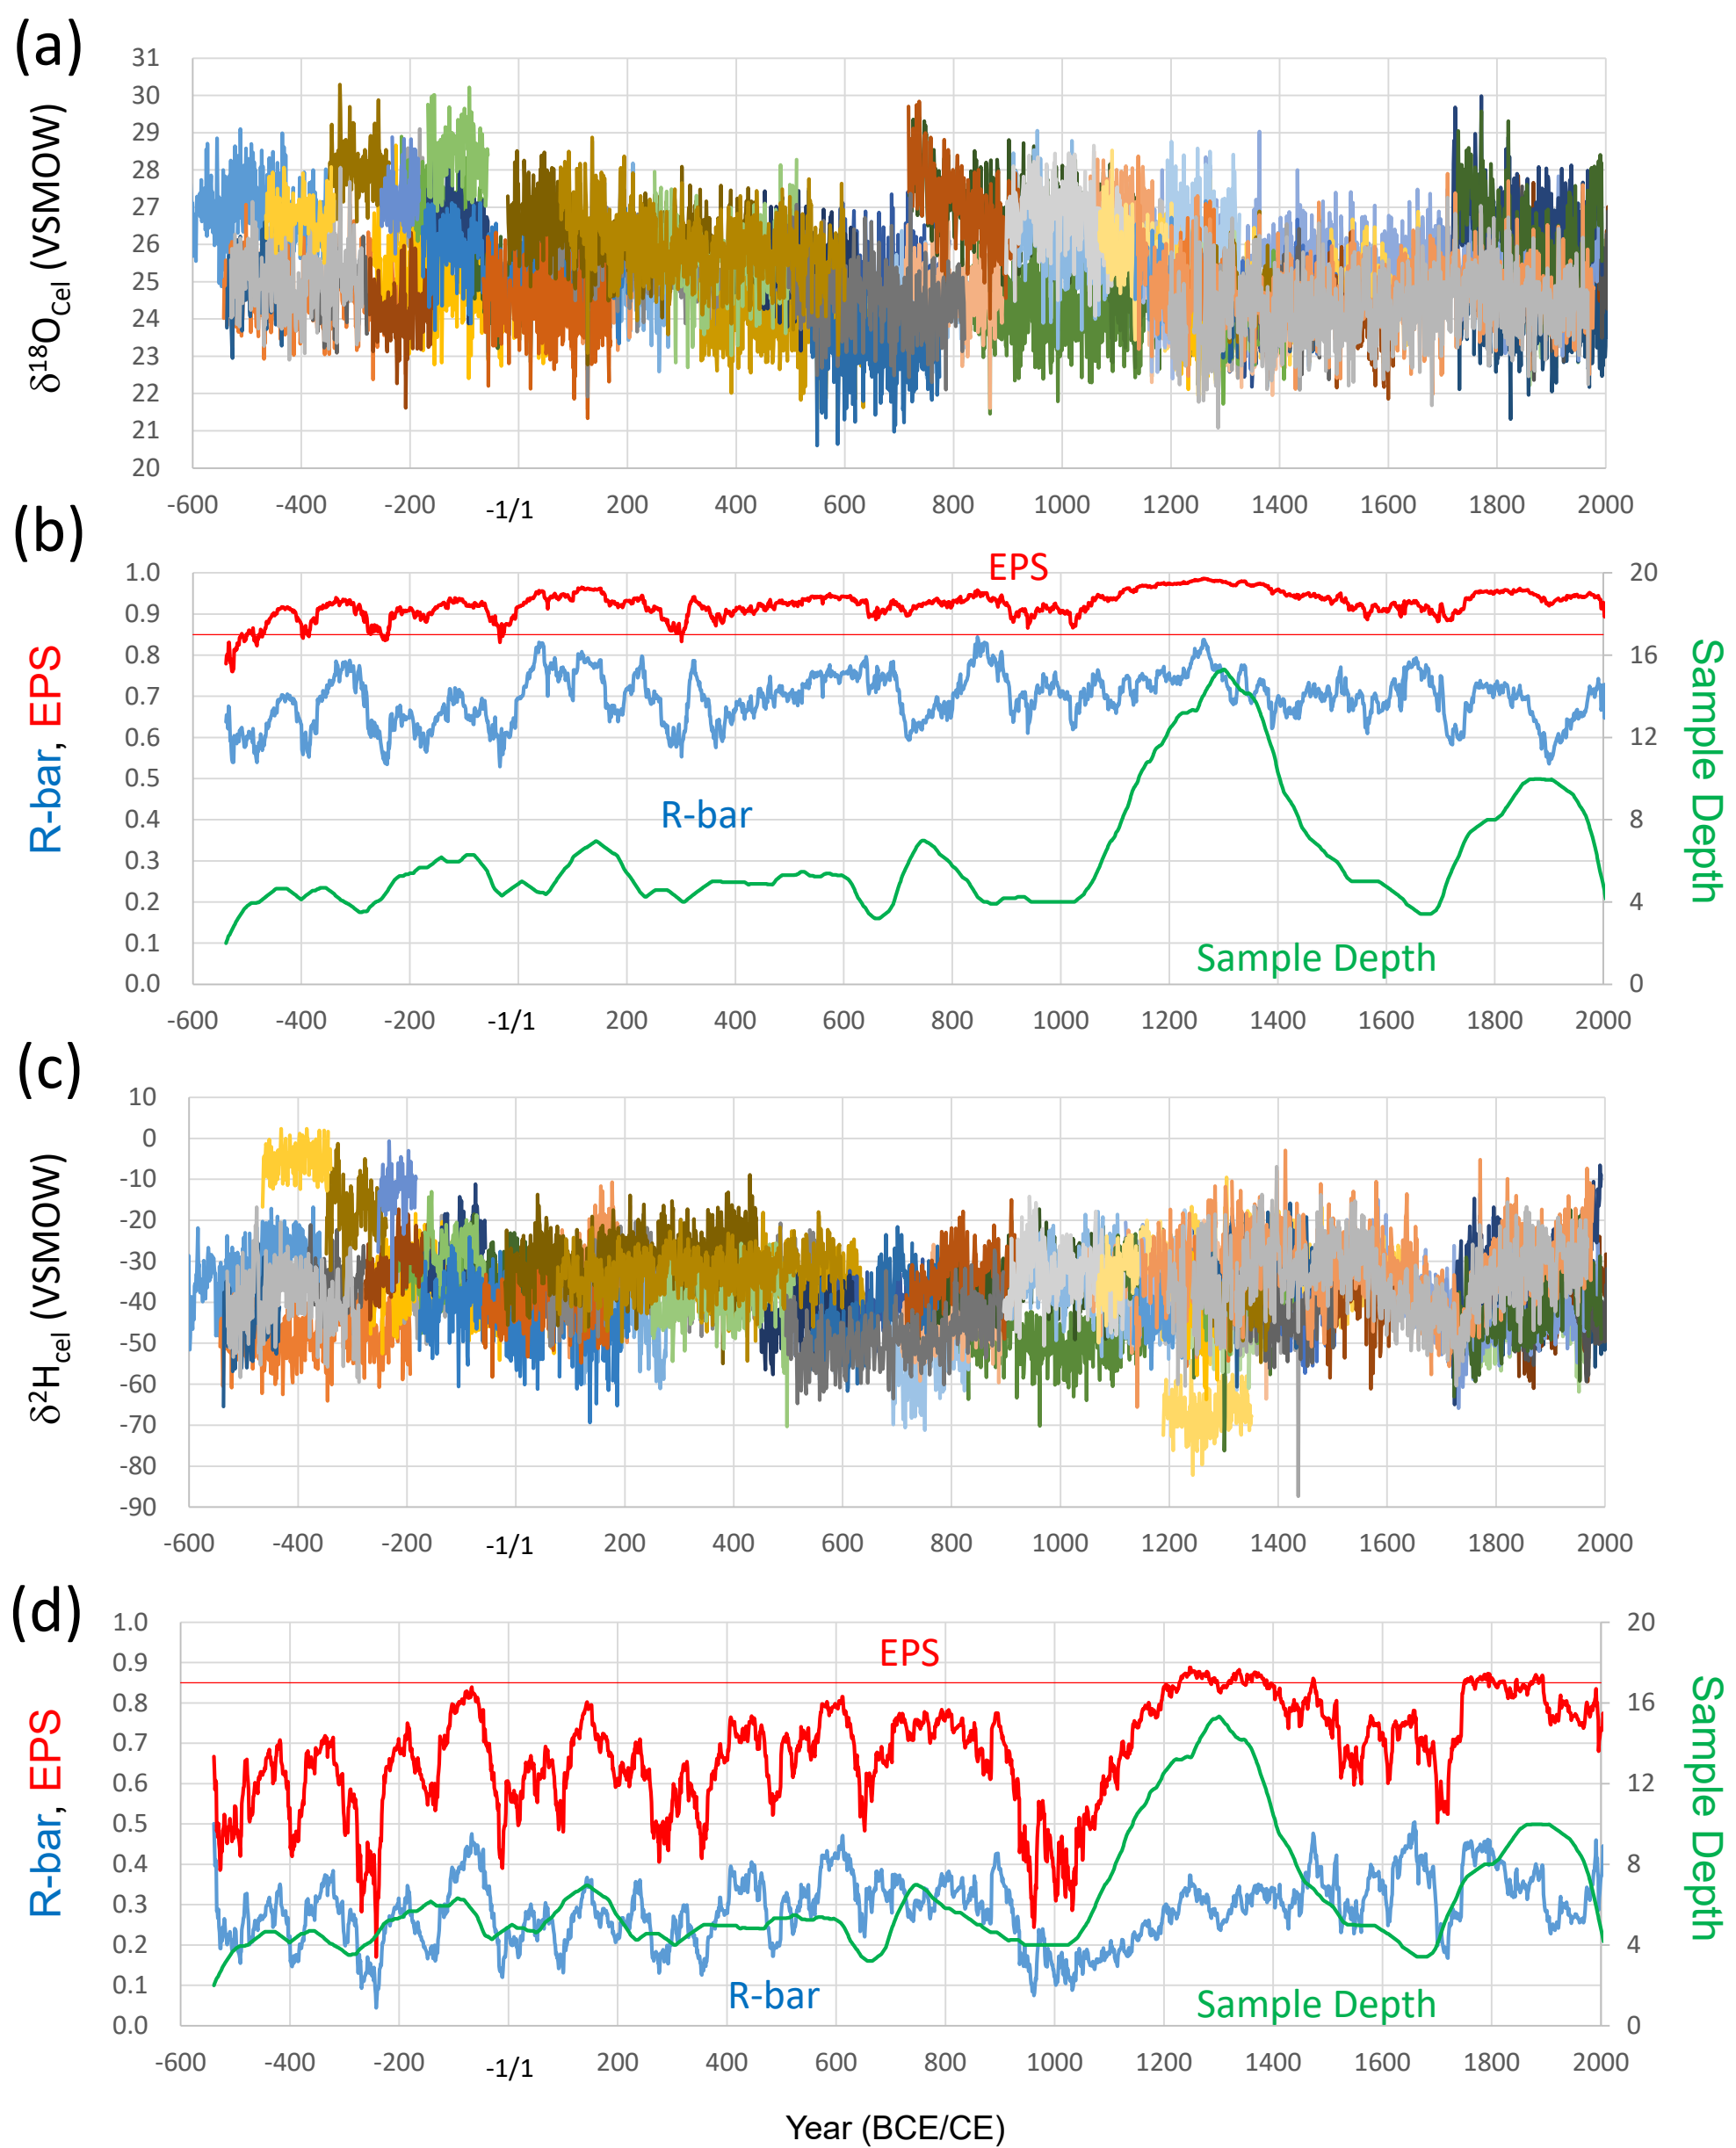 (a)
δ18OCel (VSMOW)
31
30
29
28
27
26
25
24
23
22
21
20
-600 -400 -200 -1/1 200 400 600 800 1000 1200 1400 1600 1800 2000
(b)
R-bar, EPS
1.0
0.9
0.8
0.7
0.6
0.5
0.4
0.3
0.2
0.1
0.0
EPS
R-bar
Sample Depth
20
16
12
8
4
0
Sample Depth
-600 -400 -200 -1/1 200 400 600 800 1000 1200 1400 1600 1800 2000
(c)
δ2Hcel (VSMOW)
10
0
-10
-20
-30
-40
-50
-60
-70
-80
-90
-600 -400 -200 -1/1 200 400 600 800 1000 1200 1400 1600 1800 2000
(d)
R-bar, EPS
1.0
0.9
0.8
0.7
0.6
0.5
0.4
0.3
0.2
0.1
0.0
EPS
R-bar
Sample Depth
20
16
12
8
4
0
Sample Depth
-600 -400 -200 -1/1 200 400 600 800 1000 1200 1400 1600 1800 2000
Year (BCE/CE)